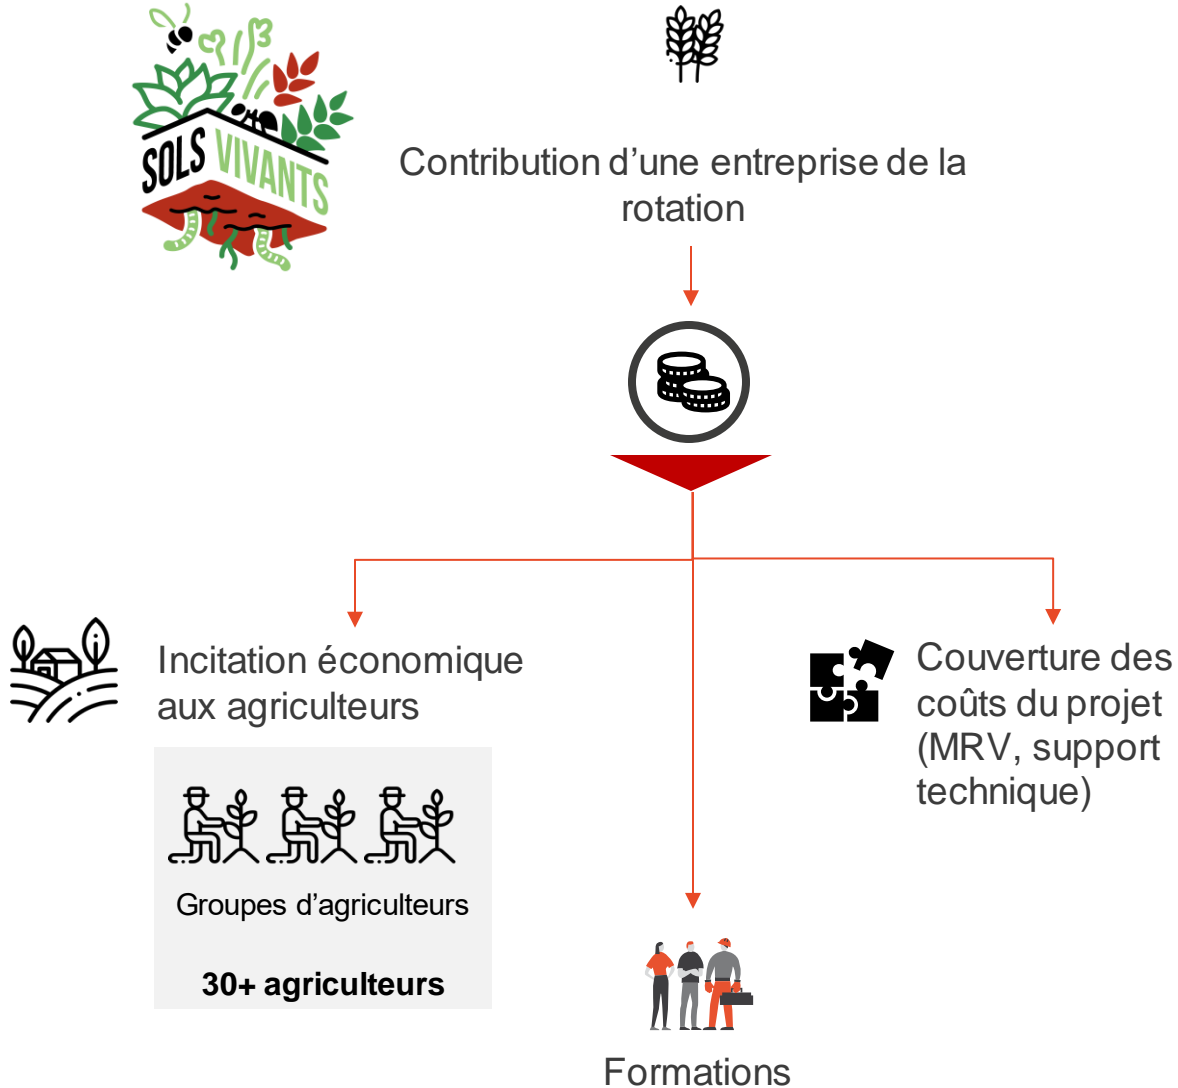 SOLS VIVANTS
Contribution d’une entreprise de la
rotation
Incitation économique
aux agriculteurs
Couverture des
coûts du projet
(MRV, support
technique)
Groupes d’agriculteurs
30+ agriculteurs
Formations